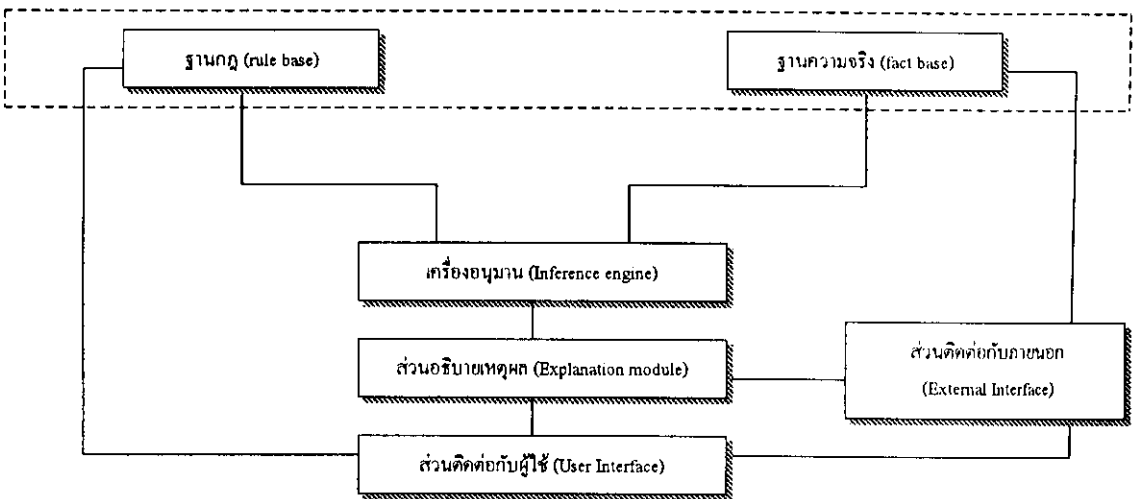 ฐานกฎ (rule base)
ฐานความจริง (fact base)
เครื่องอนุมาน (Inference engine)
ส่วนอธิบายเหตุผล (Explanation module)
ส่วนติดต่อกับภายนอก
(External Interface)
ส่วนติดต่อกับผู้ใช้ (User Interface)